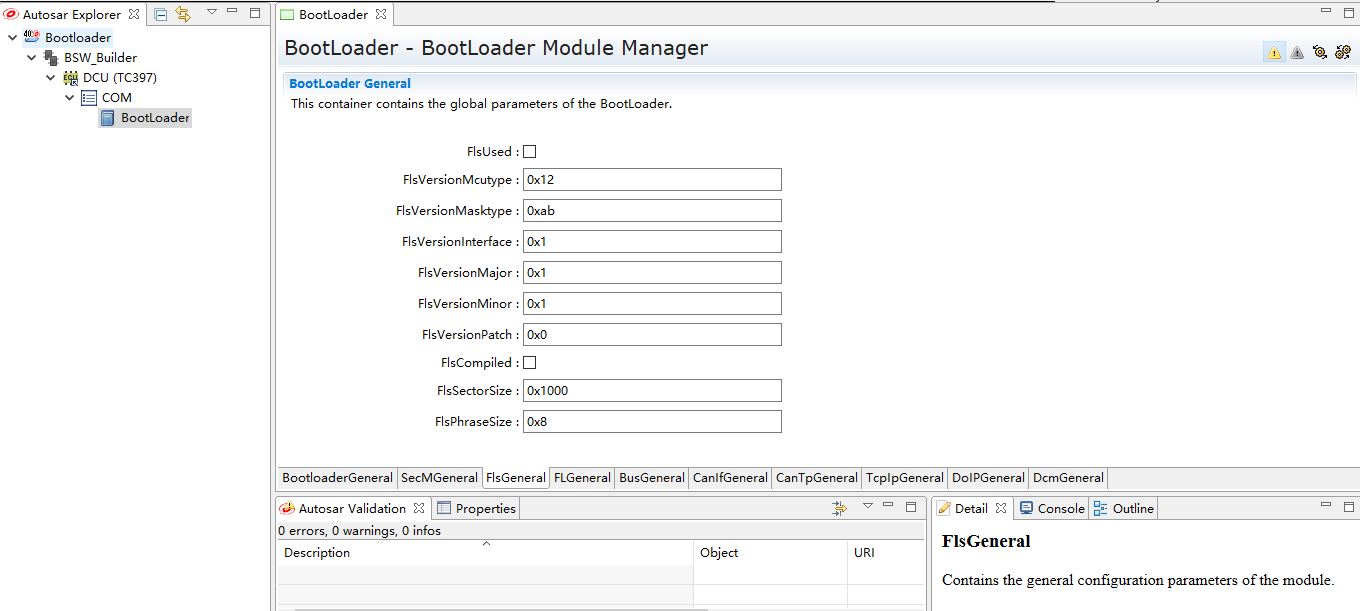 Autosar Explorer
Bootloader
BSW_Builder
DCU (TC397)
COM
BootLoader
BootLoader
BootLoader - BootLoader Module Manager
BootLoader General
This container contains the global parameters of the BootLoader.
FlsUsed :
FlsVersionMcutype : 0x12
FlsVersionMasktype : 0xab
FlsVersionInterface : 0x1
FlsVersionMajor : 0x1
FlsVersionMinor : 0x1
FlsVersionPatch : 0x0
FlsCompiled :
FlsSectorSize : 0x1000
FlsPhraseSize : 0x8
BootloaderGeneral SecMGeneral FlsGeneral FLGeneral BusGeneral CanIfGeneral CanTpGeneral TcpIpGeneral DoIPGeneral DcmGeneral
Autosar Validation Properties
0 errors, 0 warnings, 0 infos
Description Object URI
Detail Console Outline
FlsGeneral
Contains the general configuration parameters of the module.